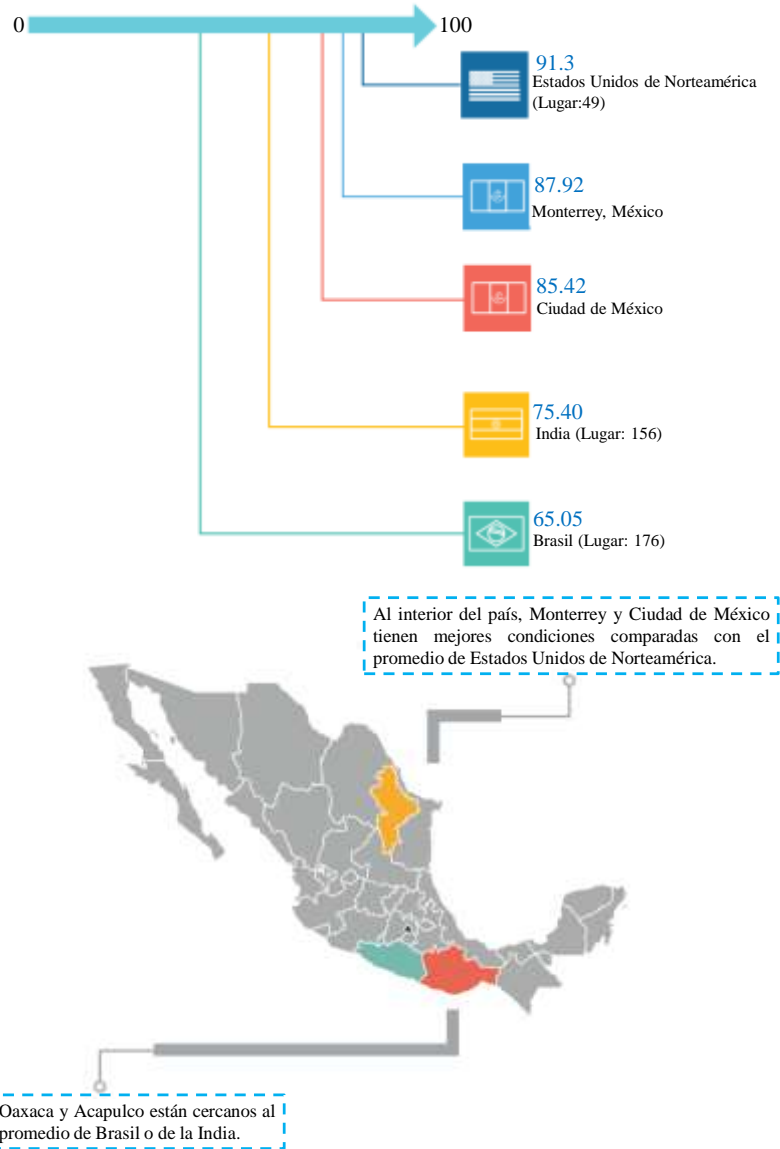 0
100
91.3
Estados Unidos de Norteamérica
(Lugar:49)
87.92
Monterrey, México
85.42
Ciudad de México
75.40
India (Lugar: 156)
65.05
Brasil (Lugar: 176)
Al interior del país, Monterrey y Ciudad de México
tienen mejores condiciones comparadas con el
promedio de Estados Unidos de Norteamérica.
Oaxaca y Acapulco están cercanos al
promedio de Brasil o de la India.